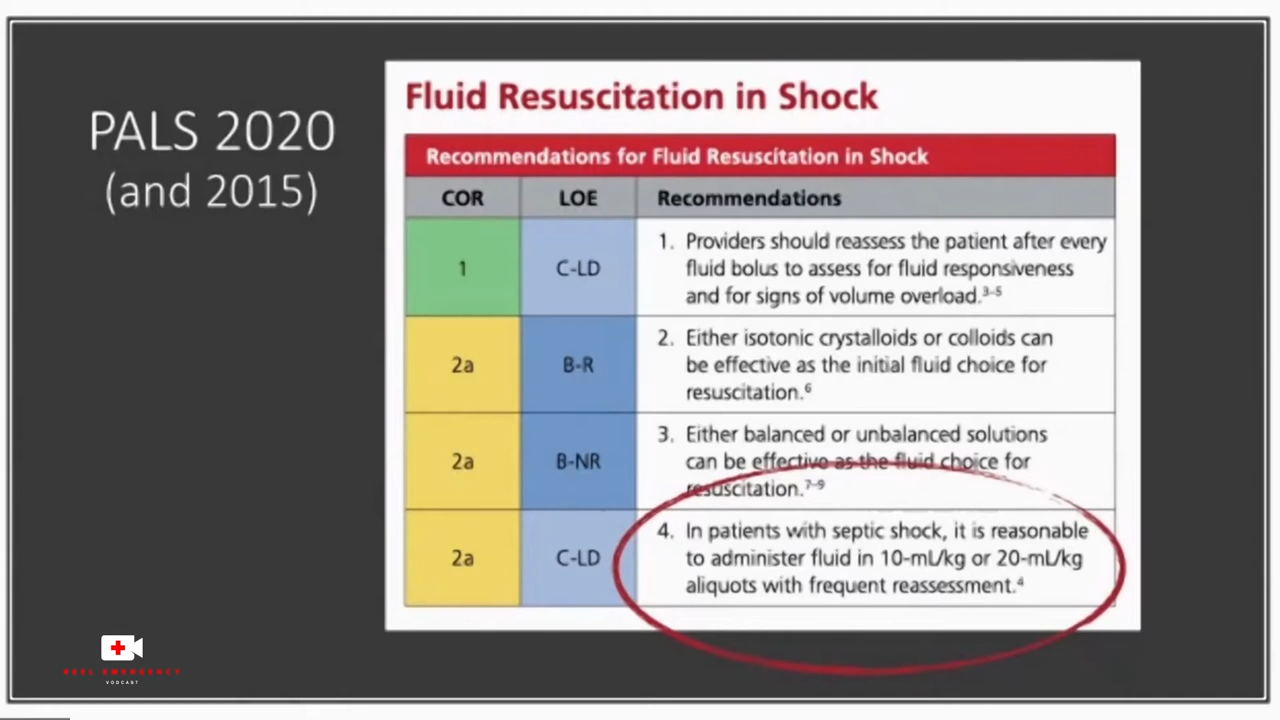 PALS 2020
(and 2015)
Fluid Resuscitation in Shock
Recommendations for Fluid Resuscitation in Shock
COR LOE Recommendations
1 C-LD 1. Providers should reassess the patient after every
fluid bolus to assess for fluid responsiveness
and for signs of volume overload.³⁻⁵
2a B-R 2. Either isotonic crystalloids or colloids can
be effective as the initial fluid choice for
resuscitation.⁶
2a B-NR 3. Either balanced or unbalanced solutions
can be effective as the fluid choice for
resuscitation.⁷⁻⁹
2a C-LD 4. In patients with septic shock, it is reasonable
to administer fluid in 10-mL/kg or 20-mL/kg
aliquots with frequent reassessment.⁴
REEL EMERGENCY
VODCAST